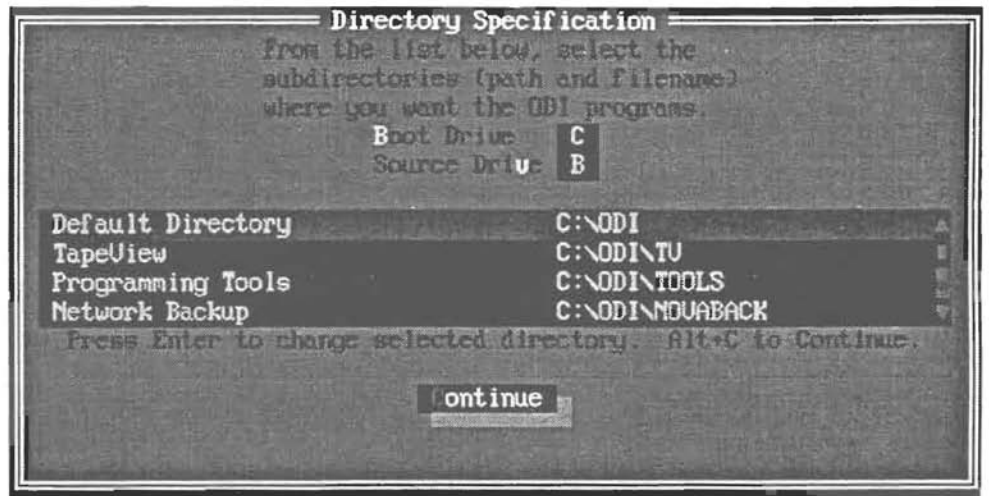 Directory Specification
From the list below, select the
subdirectories (path and filename)
where you want the ODI programs.
Boot Drive C
Source Drive B
Default Directory C:\ODI
TapeView C:\ODI\TV
Programming Tools C:\ODI\TOOLS
Network Backup C:\ODI\NOVABACK
Press Enter to change selected directory. Alt+C to Continue.
Continue